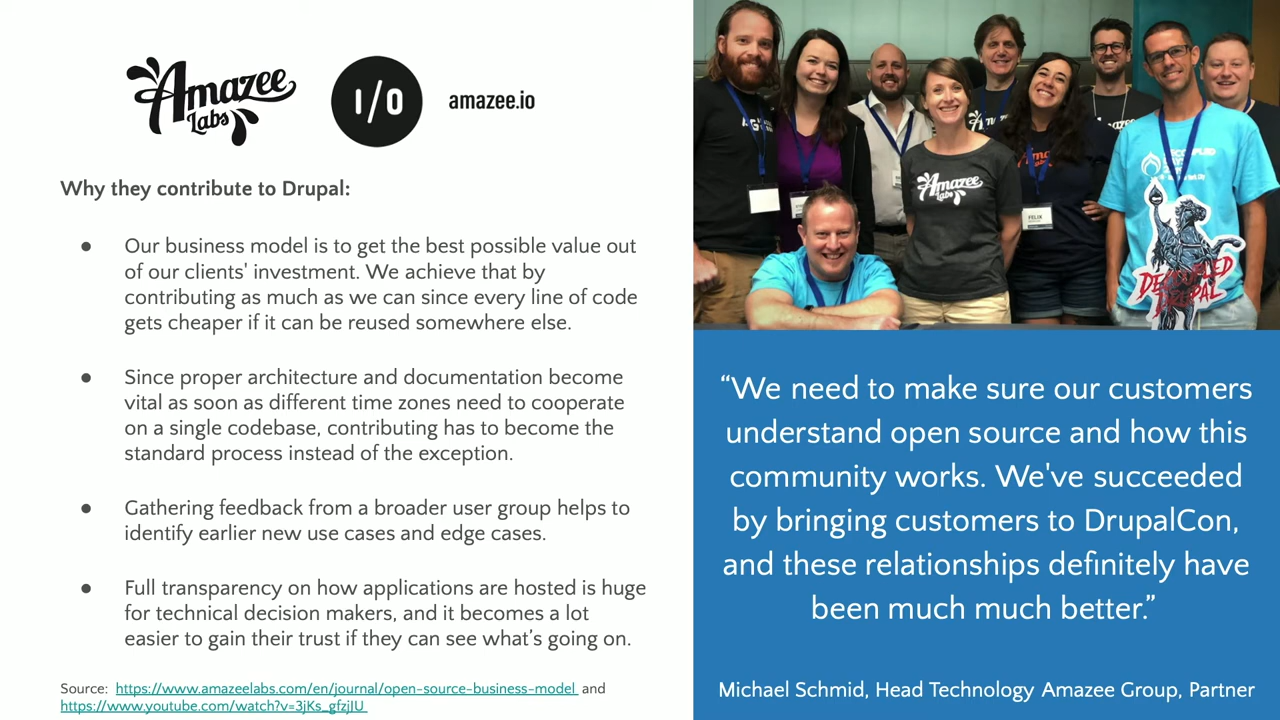 Amazee
Labs
I/O
amazee.io
Why they contribute to Drupal:
● Our business model is to get the best possible value out
of our clients' investment. We achieve that by
contributing as much as we can since every line of code
gets cheaper if it can be reused somewhere else.
● Since proper architecture and documentation become
vital as soon as different time zones need to cooperate
on a single codebase, contributing has to become the
standard process instead of the exception.
● Gathering feedback from a broader user group helps to
identify earlier new use cases and edge cases.
● Full transparency on how applications are hosted is huge
for technical decision makers, and it becomes a lot
easier to gain their trust if they can see what’s going on.
Source: https://www.amazeelabs.com/en/journal/open-source-business-model and
https://www.youtube.com/watch?v=3jKs_gfzjIU
Amazee
Labs
FELIX
DECOUPLED
DRUPAL
“We need to make sure our customers
understand open source and how this
community works. We've succeeded
by bringing customers to DrupalCon,
and these relationships definitely have
been much much better.”
Michael Schmid, Head Technology Amazee Group, Partner